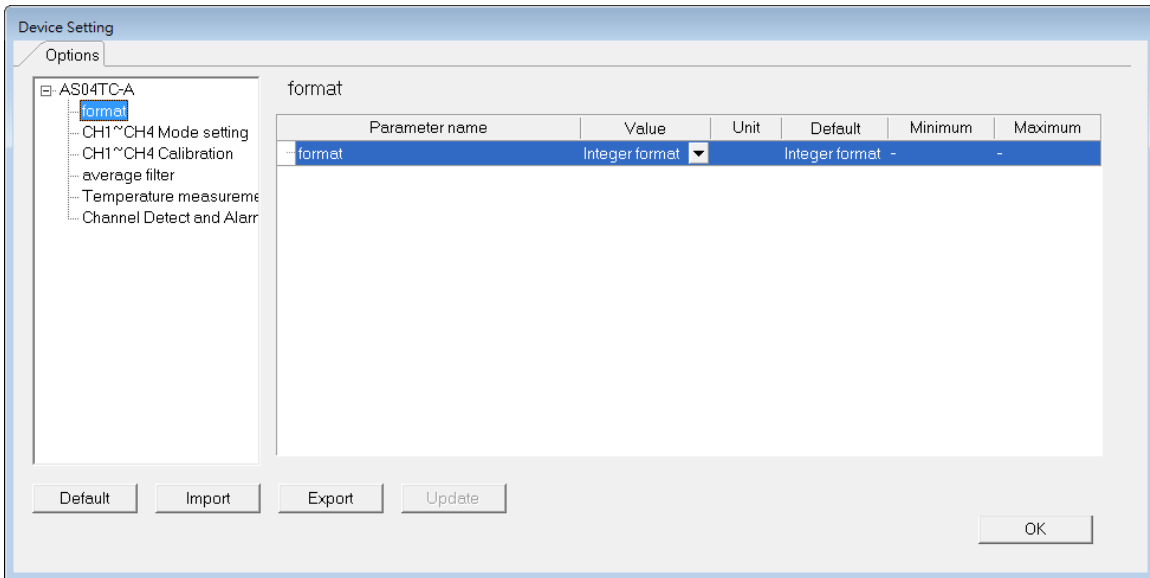 Device Setting
Options
AS04TC-A
format
CH1~CH4 Mode setting
CH1~CH4 Calibration
average filter
Temperature measureme
Channel Detect and Alarr
format
Parameter name Value Unit Default Minimum Maximum
format Integer format Integer format - -
Default Import Export Update
OK